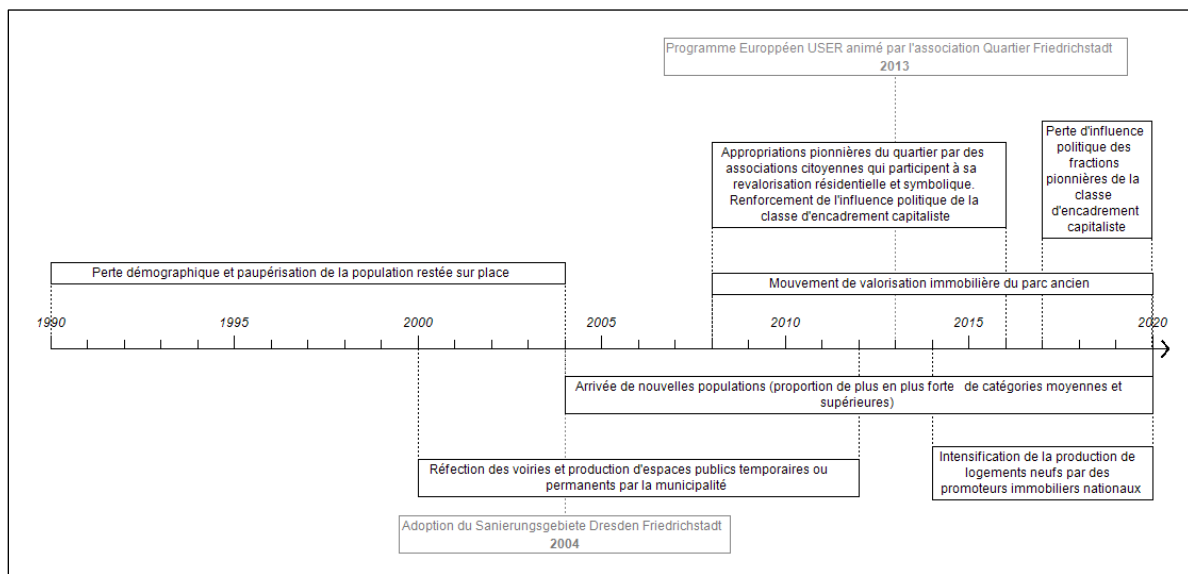 Programme Europpéen USER animé par l'association Quartier Friedrichstadt
2013
Appropriations pionnières du quartier par des
associations citoyennes qui participent à sa
revalorisation résidentielle et symbolique.
Renforcement de l'influence politique de la
classe d'encadrement capitaliste
Perte d'influence
politique des
fractions
pionnières de la
classe
d'encadrement
capitaliste
Perte démographique et paupérisation de la population restée sur place
Mouvement de valorisation immobilière du parc ancien
1990
1995
2000
2005
2010
2015
2020
Arrivée de nouvelles populations (proportion de plus en plus forte de catégories moyennes et
supérieures)
Réfection des voiries et production d'espaces publics temporaires ou
permanents par la municipalité
Intensification de la production de
logements neufs par des
promoteurs immobiliers nationaux
Adoption du Sanierungsgebiete Dresden Friedrichstadt
2004